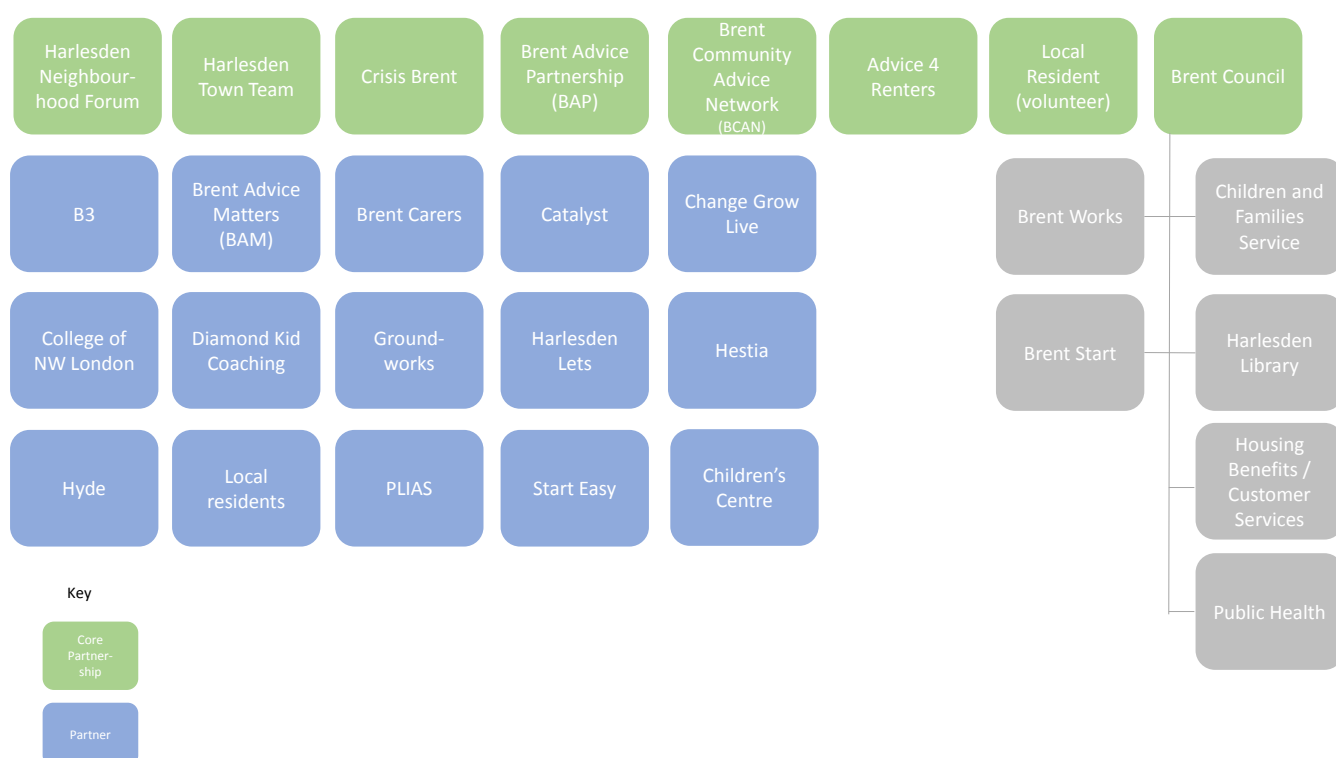 Harlesden
Neighbour-
hood Forum
Harlesden
Town Team
Crisis Brent
Brent Advice
Partnership
(BAP)
Brent
Community
Advice
Network
(BCAN)
Advice 4
Renters
Local
Resident
(volunteer)
Brent Council
B3
Brent Advice
Matters
(BAM)
Brent Carers
Catalyst
Change Grow
Live
Brent Works
Children and
Families
Service
College of
NW London
Diamond Kid
Coaching
Ground-
works
Harlesden
Lets
Hestia
Brent Start
Harlesden
Library
Hyde
Local
residents
PLIAS
Start Easy
Children’s
Centre
Housing
Benefits /
Customer
Services
Public Health
Key
Core
Partner-
ship
Partner